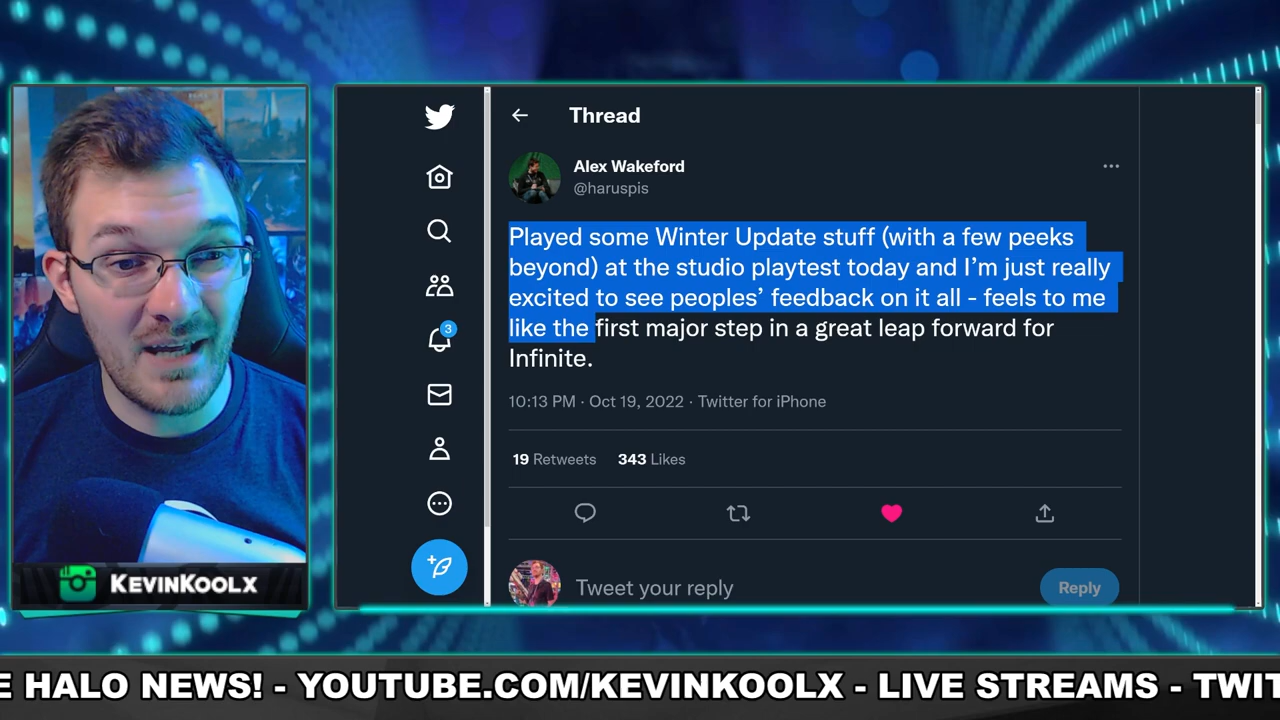 Thread
Alex Wakeford
@haruspis
Played some Winter Update stuff (with a few peeks
beyond) at the studio playtest today and I’m just really
excited to see peoples’ feedback on it all - feels to me
like the first major step in a great leap forward for
Infinite.
10:13 PM · Oct 19, 2022 · Twitter for iPhone
19 Retweets 343 Likes
3
Tweet your reply
Reply
KEVINKOOLX
E HALO NEWS! - YOUTUBE.COM/KEVINKOOLX - LIVE STREAMS - TWIT